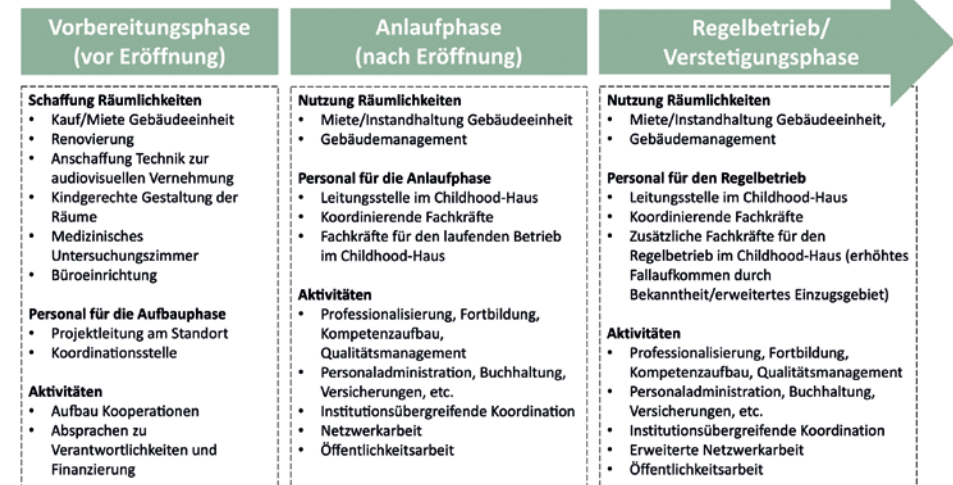 Vorbereitungsphase
(vor Eröffnung)
Schaffung Räumlichkeiten
• Kauf/Miete Gebäudeeinheit
• Renovierung
• Anschaffung Technik zur
audiovisuellen Vernehmung
• Kindgerechte Gestaltung der
Räume
• Medizinisches
Untersuchungszimmer
• Büroeinrichtung
Personal für die Aufbauphase
• Projektleitung am Standort
• Koordinationsstelle
Aktivitäten
• Aufbau Kooperationen
• Absprachen zu
Verantwortlichkeiten und
Finanzierung
Anlaufphase
(nach Eröffnung)
Nutzung Räumlichkeiten
• Miete/Instandhaltung Gebäudeeinheit
• Gebäudemanagement
Personal für die Anlaufphase
• Leitungsstelle im Childhood-Haus
• Koordinierende Fachkräfte
• Fachkräfte für den laufenden Betrieb
im Childhood-Haus
Aktivitäten
• Professionalisierung, Fortbildung,
Kompetenzaufbau,
Qualitätsmanagement
• Personaladministration, Buchhaltung,
Versicherungen, etc.
• Institutionsübergreifende Koordination
• Netzwerkarbeit
• Öffentlichkeitsarbeit
Regelbetrieb/
Verstetigungsphase
Nutzung Räumlichkeiten
• Miete/Instandhaltung Gebäudeeinheit,
• Gebäudemanagement
Personal für den Regelbetrieb
• Leitungsstelle im Childhood-Haus
• Koordinierende Fachkräfte
• Zusätzliche Fachkräfte für den
Regelbetrieb im Childhood-Haus (erhöhtes
Fallaufkommen durch
Bekanntheit/erweitertes Einzugsgebiet)
Aktivitäten
• Professionalisierung, Fortbildung,
Kompetenzaufbau, Qualitätsmanagement
• Personaladministration, Buchhaltung,
Versicherungen, etc.
• Institutionsübergreifende Koordination
• Erweiterte Netzwerkarbeit
• Öffentlichkeitsarbeit